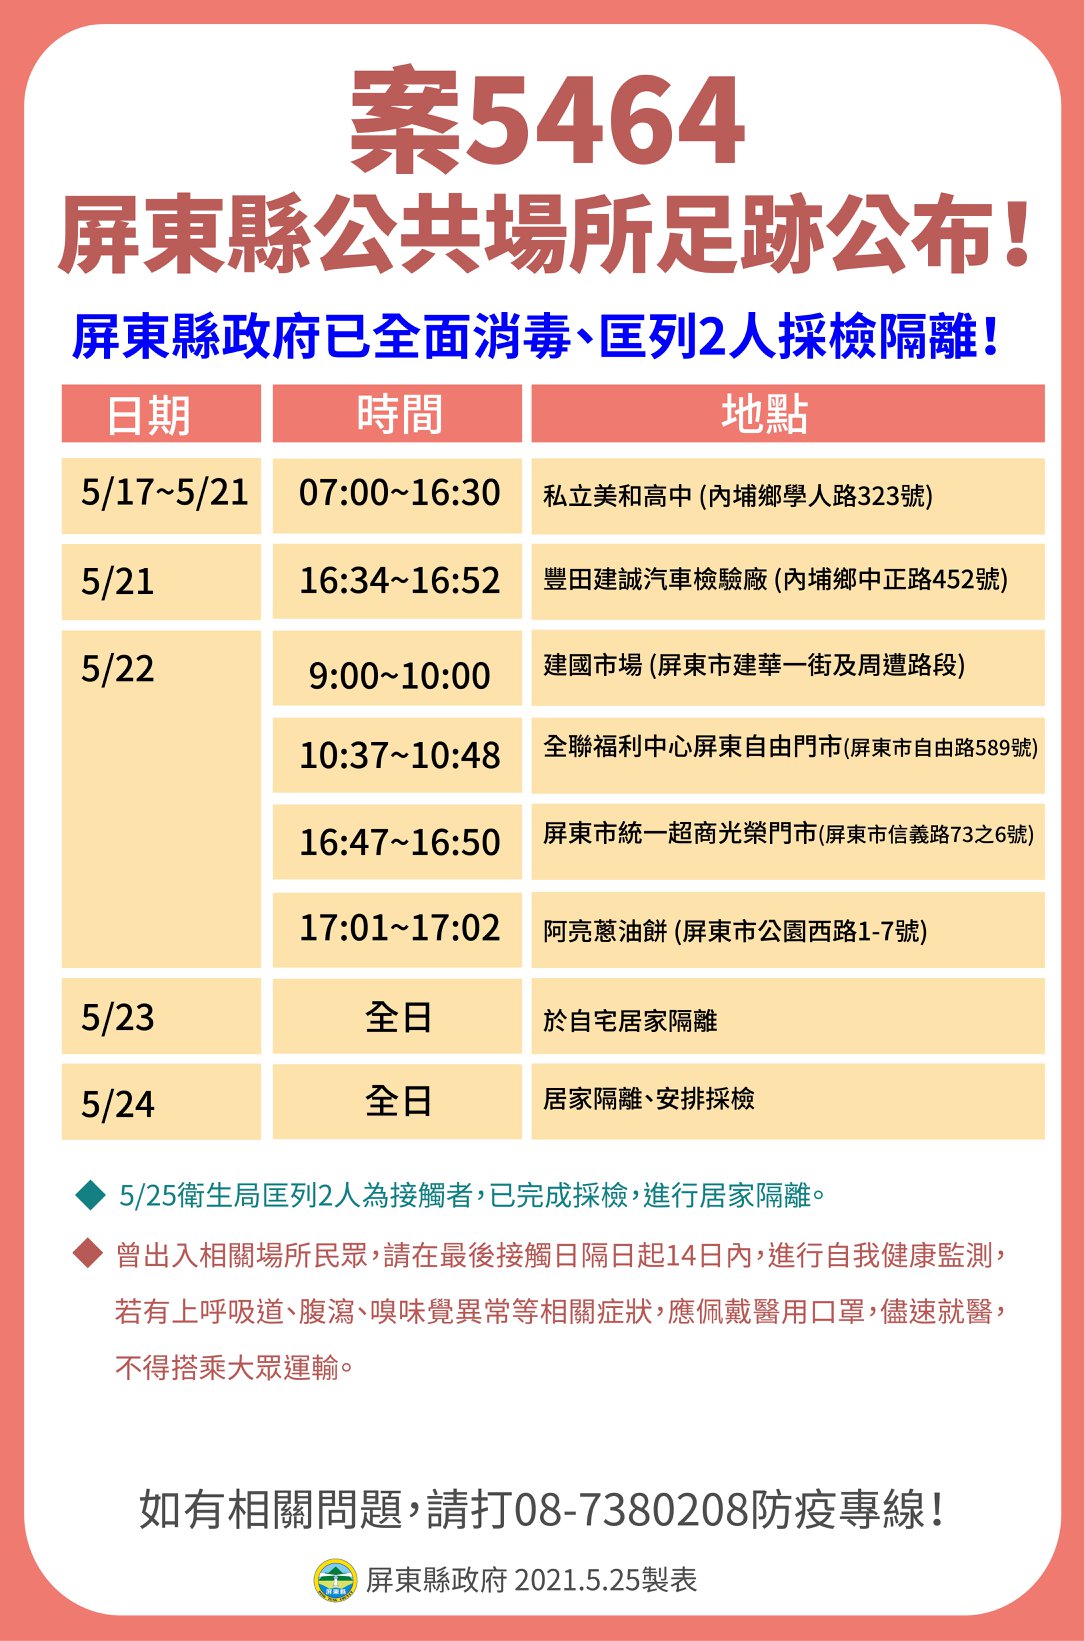 案5464
屏東縣公共場所足跡公布！
屏東縣政府已全面消毒、匡列2人採檢隔離！
日期 時間 地點
5/17~5/21 07:00~16:30 私立美和高中 (內埔鄉學人路323號)
5/21 16:34~16:52 豐田建誠汽車檢驗廠 (內埔鄉中正路452號)
5/22 9:00~10:00 建國市場 (屏東市建華一街及周遭路段)
10:37~10:48 全聯福利中心屏東自由門市(屏東市自由路589號)
16:47~16:50 屏東市統一超商光榮門市(屏東市信義路73之6號)
17:01~17:02 阿亮蔥油餅 (屏東市公園西路1-7號)
5/23 全日 於自宅居家隔離
5/24 全日 居家隔離、安排採檢
◆ 5/25衛生局匡列2人為接觸者，已完成採檢，進行居家隔離。
◆ 曾出入相關場所民眾，請在最後接觸日隔日起14日內，進行自我健康監測，
若有上呼吸道、腹瀉、嗅味覺異常等相關症狀，應佩戴醫用口罩，儘速就醫，
不得搭乘大眾運輸。
如有相關問題，請打08-7380208防疫專線！
屏東縣政府 2021.5.25製表